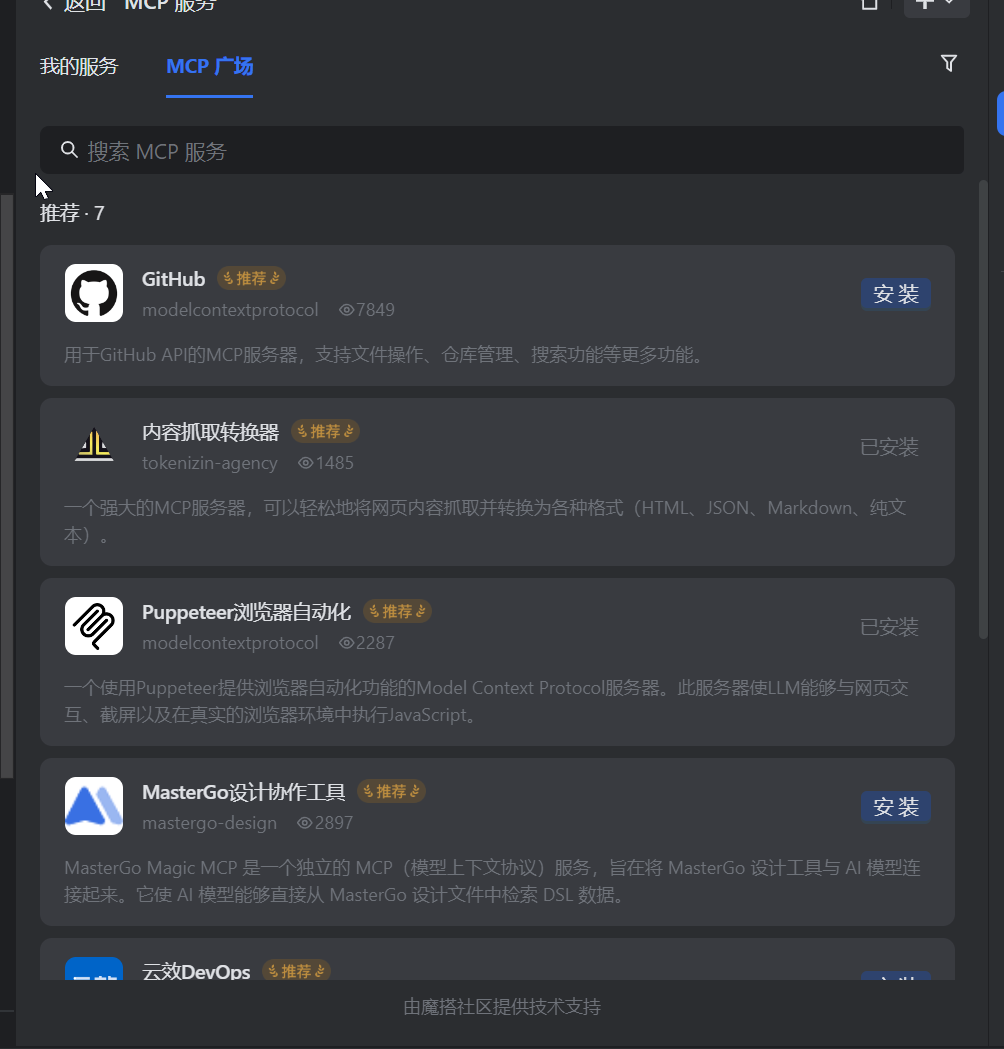 返回 MCP 服务
我的服务 MCP 广场
搜索 MCP 服务
推荐 · 7
GitHub 推荐
modelcontextprotocol 7849
安装
用于GitHub API的MCP服务器，支持文件操作、仓库管理、搜索功能等更多功能。
内容抓取转换器 推荐
tokenizin-agency 1485
已安装
一个强大的MCP服务器，可以轻松地将网页内容抓取并转换为各种格式（HTML、JSON、Markdown、纯文
本）。
Puppeteer浏览器自动化 推荐
modelcontextprotocol 2287
已安装
一个使用Puppeteer提供浏览器自动化功能的Model Context Protocol服务器。此服务器使LLM能够与网页交
互、截屏以及在真实的浏览器环境中执行JavaScript。
MasterGo设计协作工具 推荐
mastergo-design 2897
安装
MasterGo Magic MCP 是一个独立的 MCP（模型上下文协议）服务，旨在将 MasterGo 设计工具与 AI 模型连
接起来。它使 AI 模型能够直接从 MasterGo 设计文件中检索 DSL 数据。
云效DevOps 推荐
由魔搭社区提供技术支持